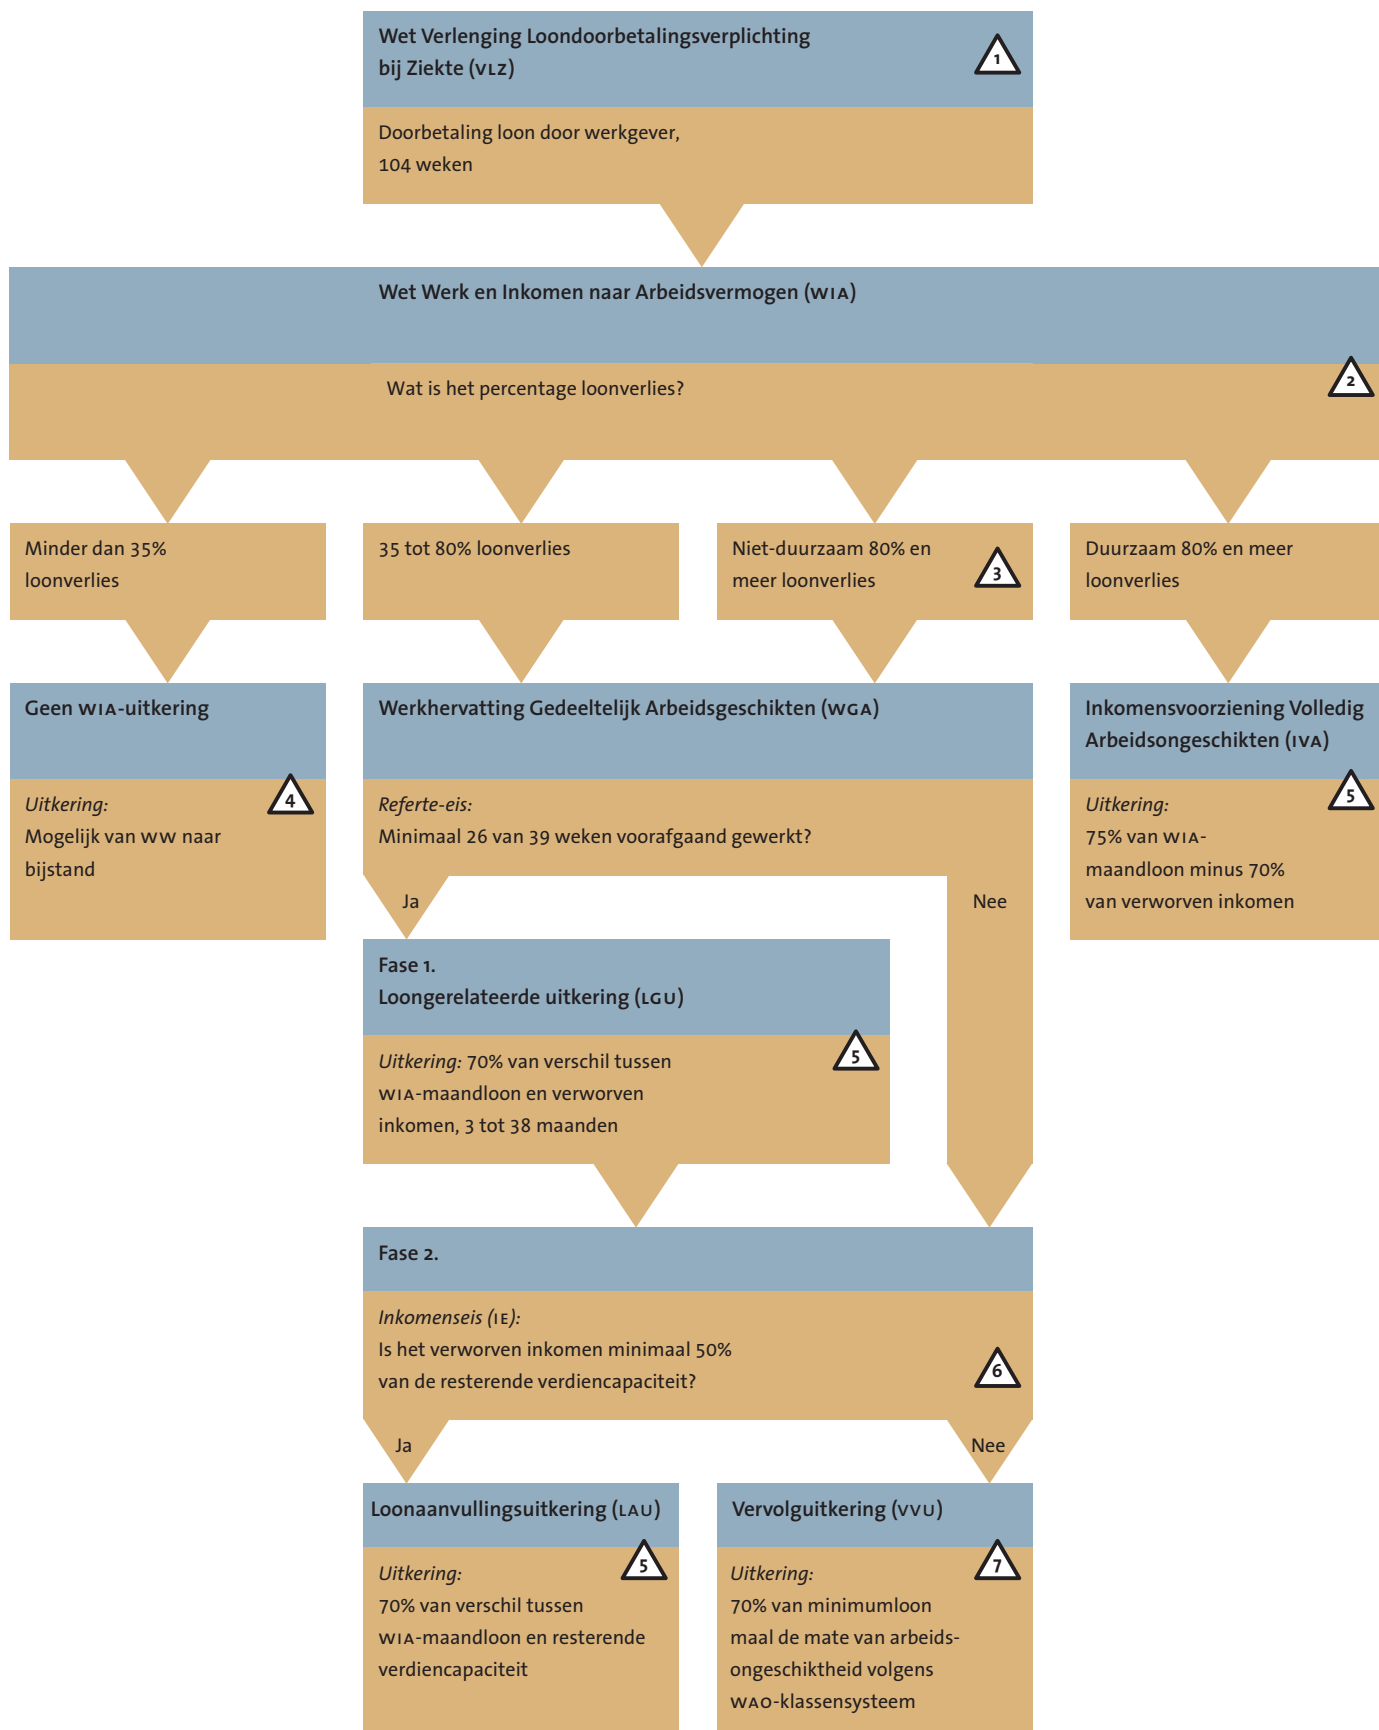 Wet Verlenging Loondoorbetalingsverplichting
bij Ziekte (VLZ)
1
Doorbetaling loon door werkgever,
104 weken
Wet Werk en Inkomen naar Arbeidsvermogen (WIA)
Wat is het percentage loonverlies?
2
Minder dan 35%
loonverlies
35 tot 80% loonverlies
Niet-duurzaam 80% en
meer loonverlies
3
Duurzaam 80% en meer
loonverlies
Geen WIA-uitkering
4
Uitkering:
Mogelijk van WW naar
bijstand
Werkhervatting Gedeeltelijk Arbeidsgeschikten (WGA)
Referte-eis:
Minimaal 26 van 39 weken voorafgaand gewerkt?
Ja
Nee
Inkomensvoorziening Volledig
Arbeidsongeschikten (IVA)
5
Uitkering:
75% van WIA-
maandloon minus 70%
van verworven inkomen
Fase 1.
Loongerelateerde uitkering (LGU)
5
Uitkering: 70% van verschil tussen
WIA-maandloon en verworven
inkomen, 3 tot 38 maanden
Fase 2.
Inkomenseis (IE):
Is het verworven inkomen minimaal 50%
van de resterende verdiencapaciteit?
6
Ja
Nee
Loonaanvullingsuitkering (LAU)
5
Uitkering:
70% van verschil tussen
WIA-maandloon en resterende
verdiencapaciteit
Vervolguitkering (VVU)
7
Uitkering:
70% van minimumloon
maal de mate van arbeids-
ongeschiktheid volgens
WAO-klassensysteem